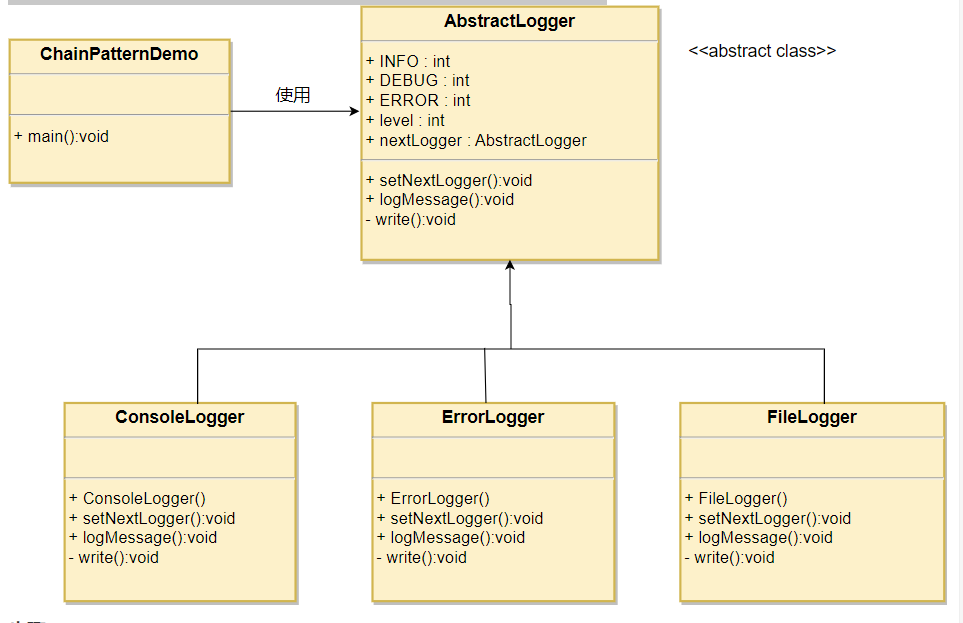 AbstractLogger
ChainPatternDemo
<<abstract class>>
+ INFO : int
+ DEBUG : int
+ ERROR : int
+ level : int
+ nextLogger : AbstractLogger
使用
+ main():void
+ setNextLogger():void
+ logMessage():void
- write():void
ConsoleLogger
+ ConsoleLogger()
+ setNextLogger():void
+ logMessage():void
- write():void
ErrorLogger
+ ErrorLogger()
+ setNextLogger():void
+ logMessage():void
- write():void
FileLogger
+ FileLogger()
+ setNextLogger():void
+ logMessage():void
- write():void